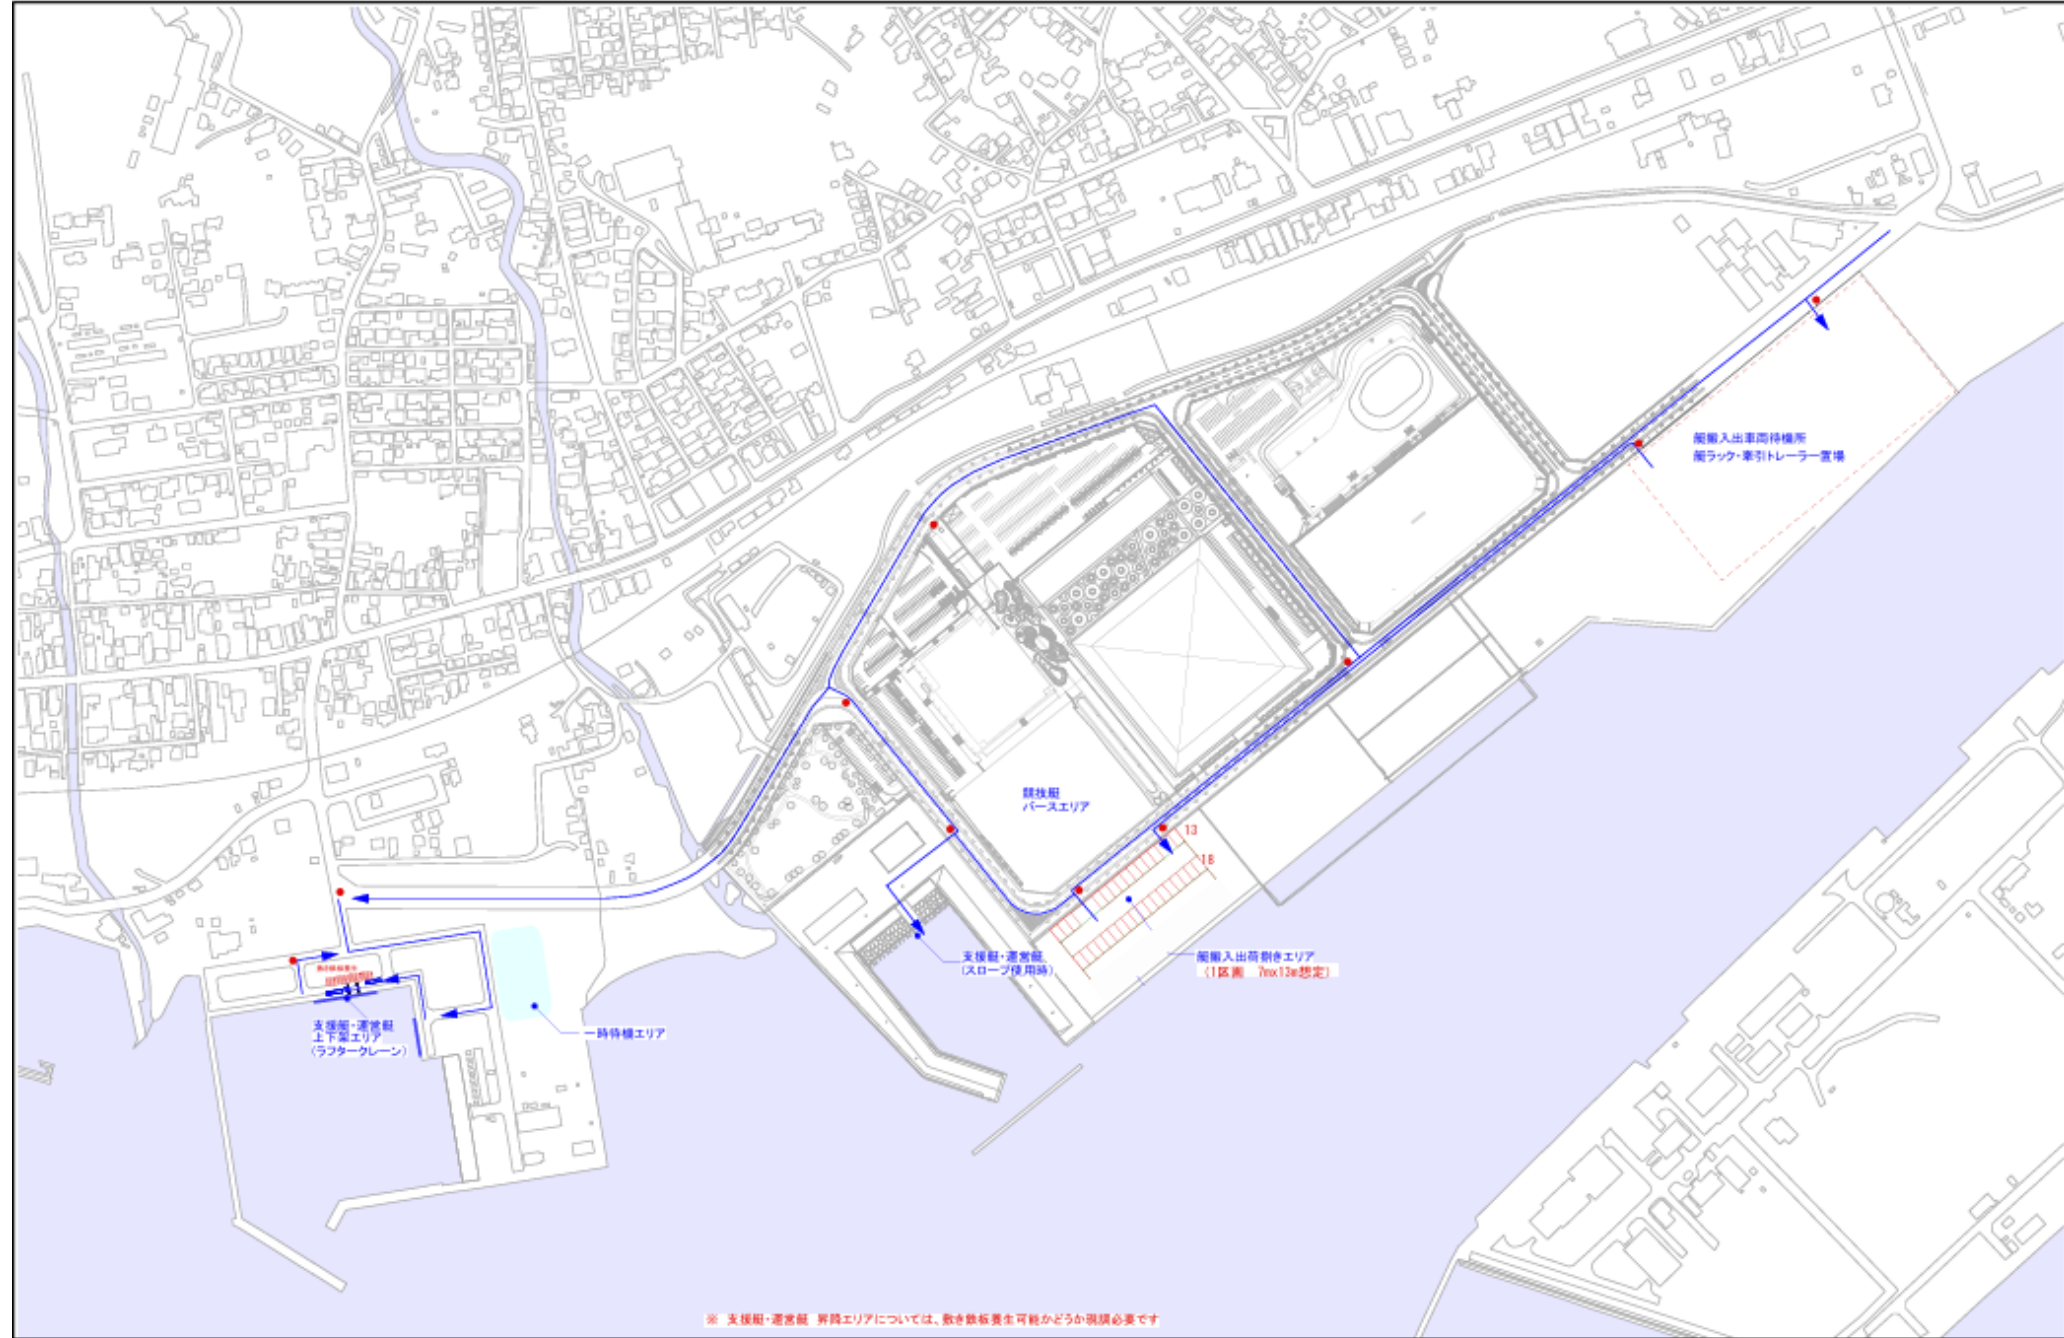 艇搬入出車両待機所
艇ラック・牽引トレーラー置場
競技艇
バースエリア
13
18
支援艇・運営艇
(スロープ使用時)
艇搬入出荷捌きエリア
(1区画 7m×13m想定)
支援艇・運営艇
上下架エリア
(ラフタークレーン)
一時待機エリア
※ 支援艇・運営艇 昇降エリアについては、敷き鉄板養生可能かどうか現調必要です